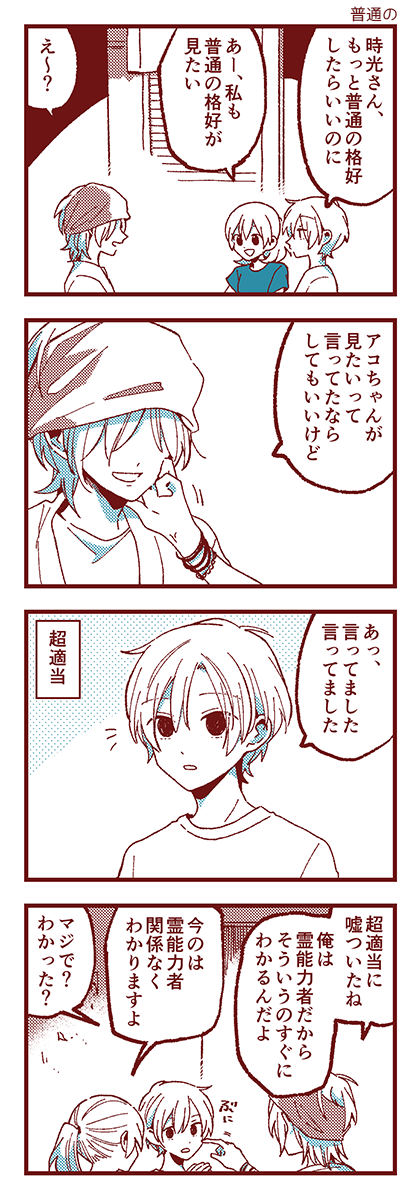 普通の
時光さん、
もっと普通の格好
したらいいのに
あー、私も
普通の格好が
見たい
え〜?
アコちゃんが
見たいって
言ってたなら
してもいいけど
あっ、
言ってました
言ってました
超適当
超適当に
嘘ついたね
俺は
霊能力者だから
そういうのすぐに
わかるんだよ
今のは
霊能力者
関係なく
わかりますよ
マジで?
わかった?
ぷに